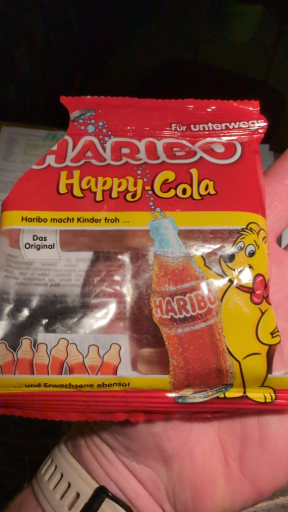 Für unterwegs
HARIBO
Happy-Cola
Haribo macht Kinder froh ...
Das
Original
HARIBO
... und Erwachsene ebenso!